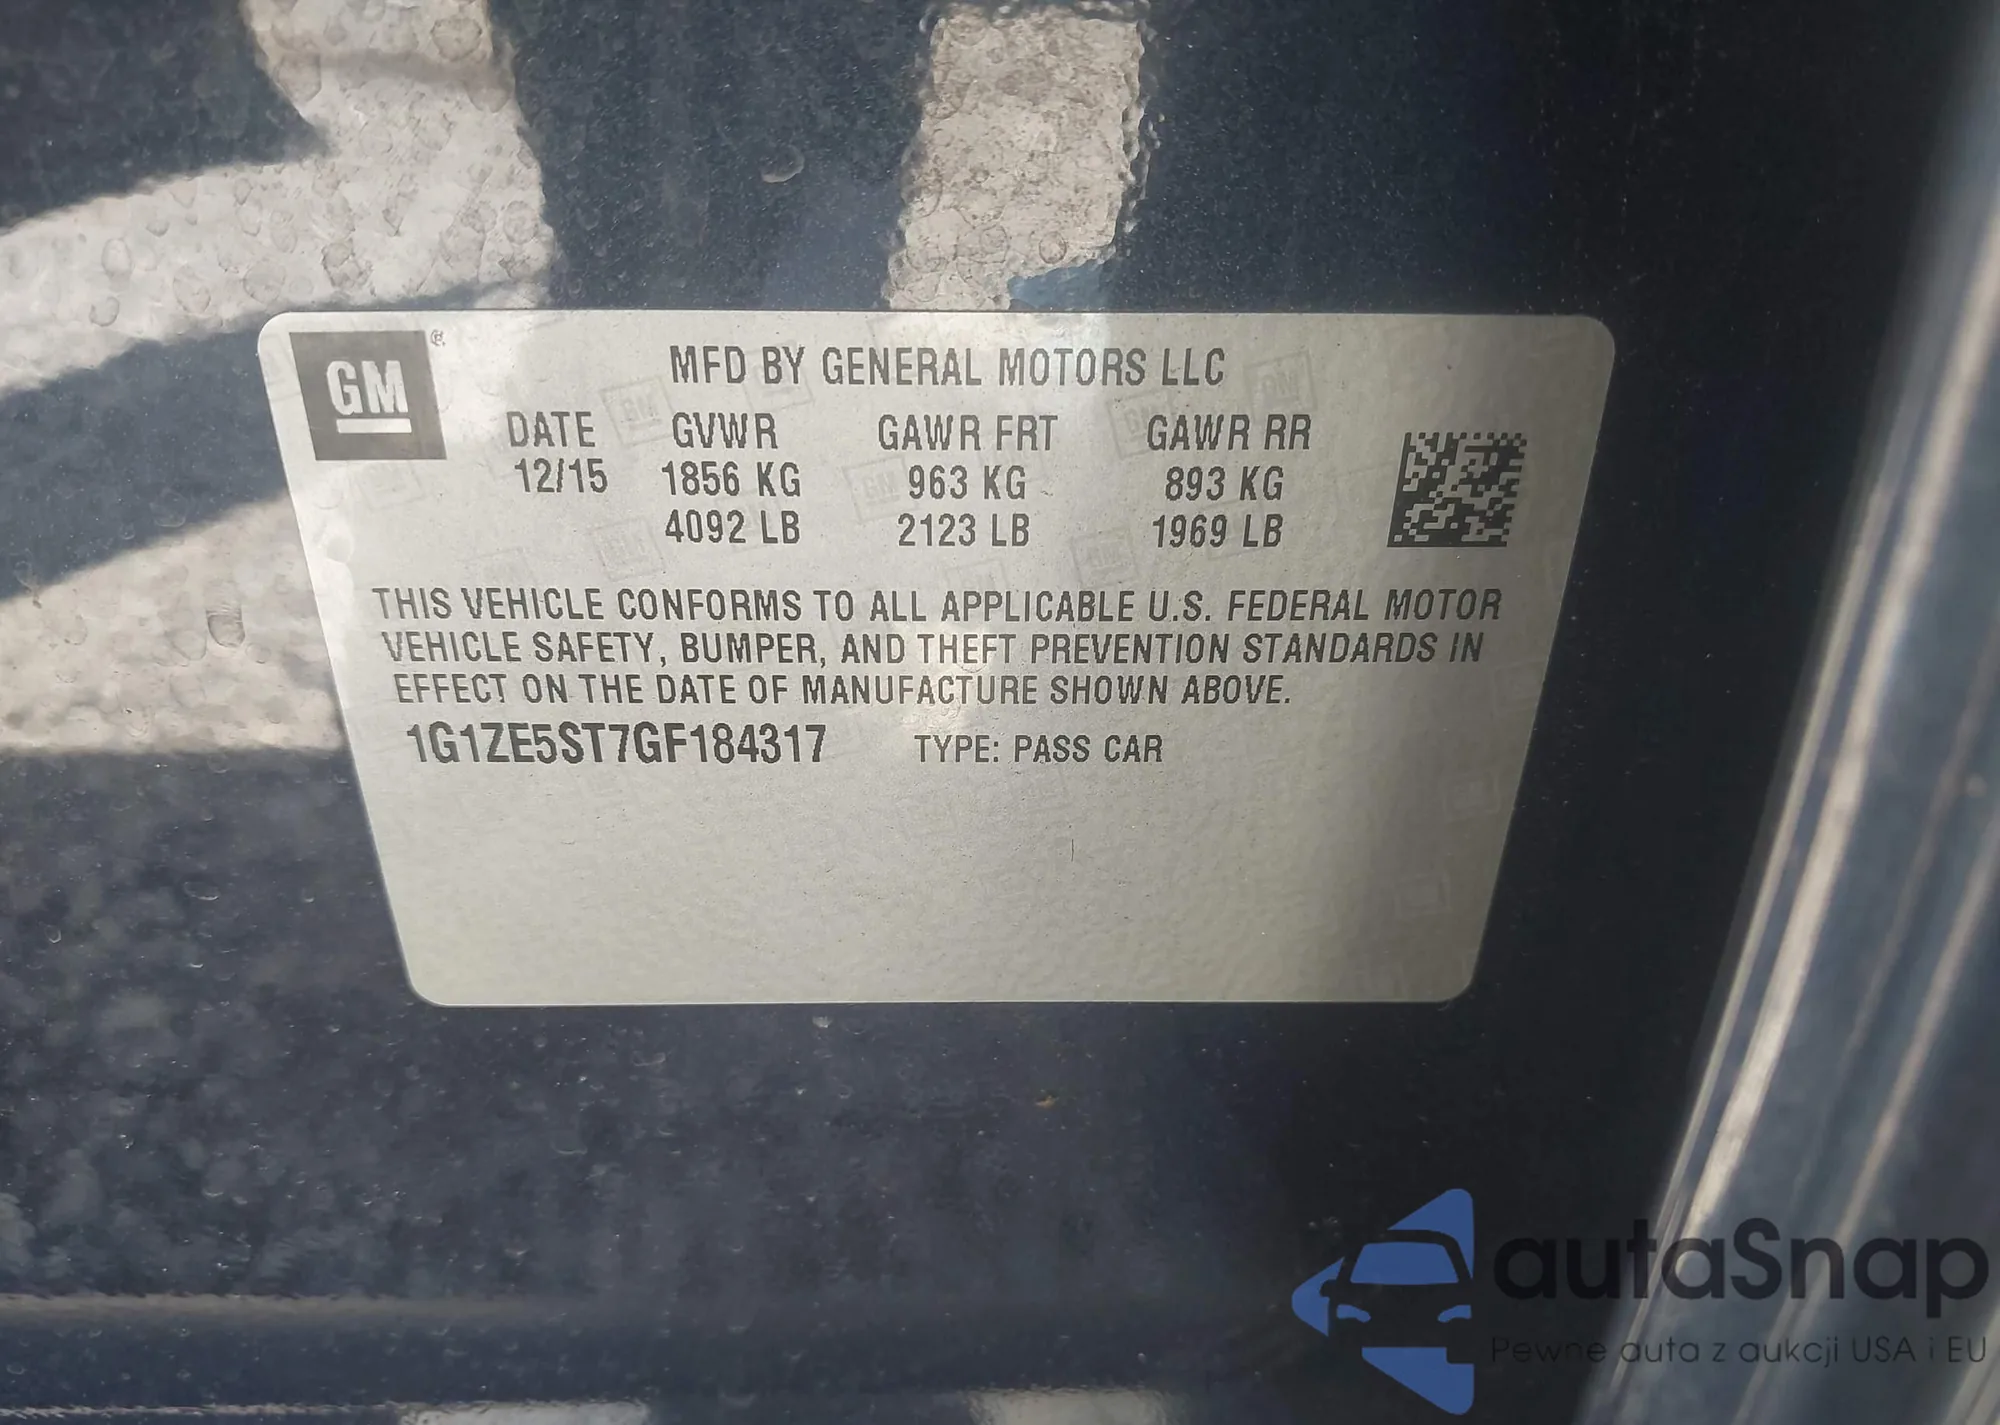 GM
MFD BY GENERAL MOTORS LLC
DATE GVWR GAWR FRT GAWR RR
12/15 1856 KG 963 KG 893 KG
4092 LB 2123 LB 1969 LB
THIS VEHICLE CONFORMS TO ALL APPLICABLE U.S. FEDERAL MOTOR
VEHICLE SAFETY, BUMPER, AND THEFT PREVENTION STANDARDS IN
EFFECT ON THE DATE OF MANUFACTURE SHOWN ABOVE.
1G1ZE5ST7GF184317 TYPE: PASS CAR
autaSnap
Pewne auta z aukcji USA i EU